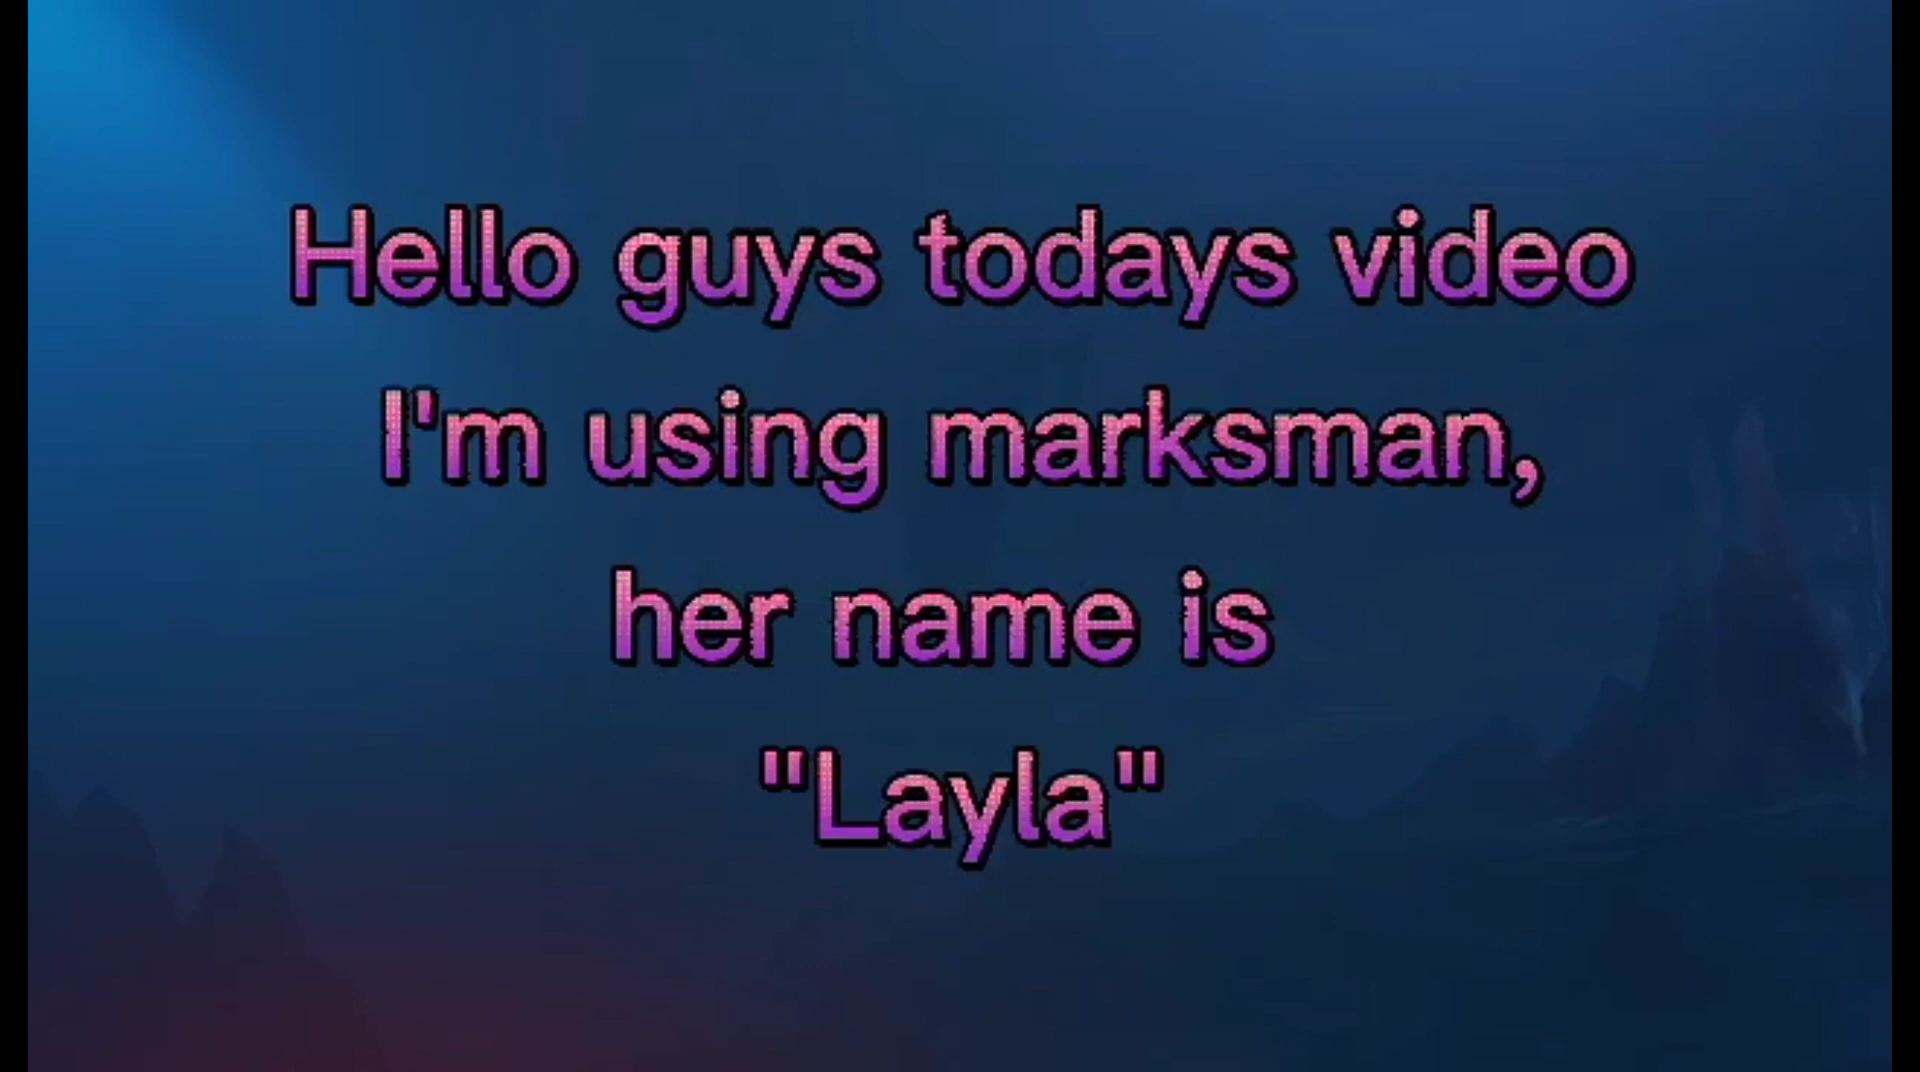 Hello guys todays video
I'm using marksman,
her name is
"Layla"